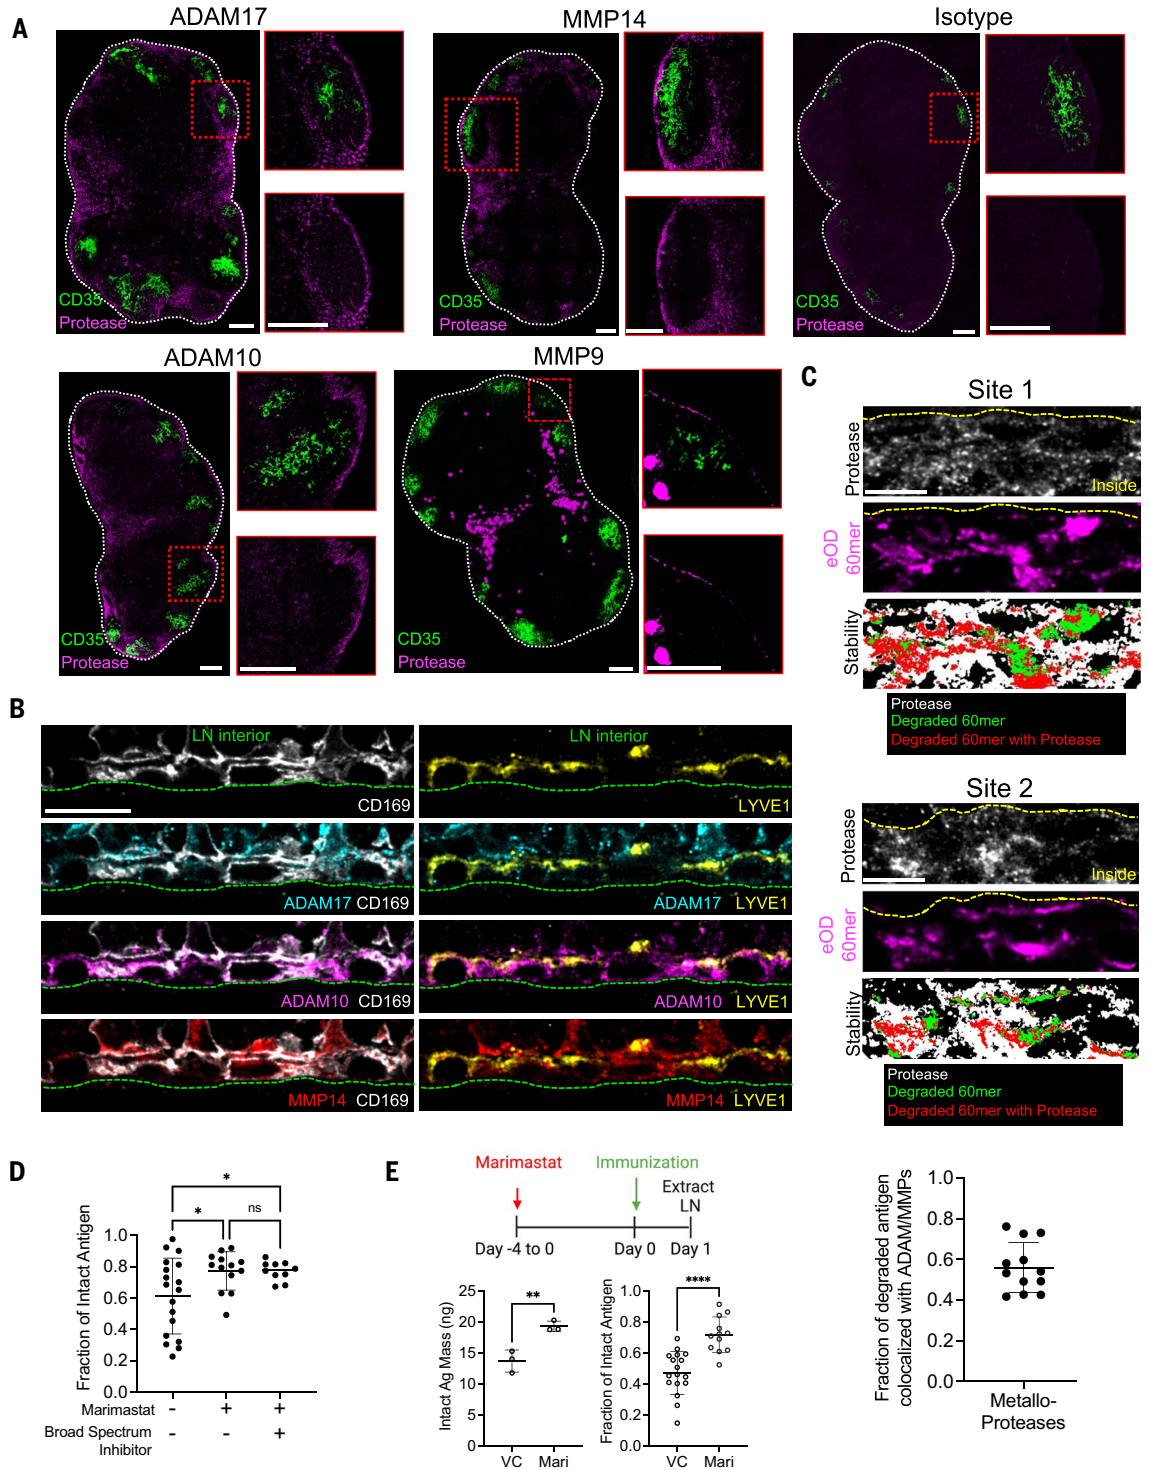 A
ADAM17
CD35
Protease
MMP14
CD35
Protease
Isotype
CD35
Protease
ADAM10
CD35
Protease
MMP9
CD35
Protease
B
LN interior
CD169
LN interior
LYVE1
ADAM17 CD169
ADAM17 LYVE1
ADAM10 CD169
ADAM10 LYVE1
MMP14 CD169
MMP14 LYVE1
C
Site 1
Protease
Inside
eOD
60mer
Stability
Protease
Degraded 60mer
Degraded 60mer with Protease
Site 2
Protease
Inside
eOD
60mer
Stability
Protease
Degraded 60mer
Degraded 60mer with Protease
Fraction of degraded antigen
colocalized with ADAM/MMPs
1.0
0.8
0.6
0.4
0.2
0.0
Metallo-
Proteases
D
Fraction of Intact Antigen
1.0
0.8
0.6
0.4
0.2
0.0
*
*
ns
Marimastat - + +
Broad Spectrum - - +
Inhibitor
E
Marimastat
Immunization
Extract
LN
Day -4 to 0
Day 0
Day 1
Intact Ag Mass (ng)
25
20
15
10
5
0
**
VC Mari
Fraction of Intact Antigen
1.0
0.8
0.6
0.4
0.2
0.0
****
VC Mari